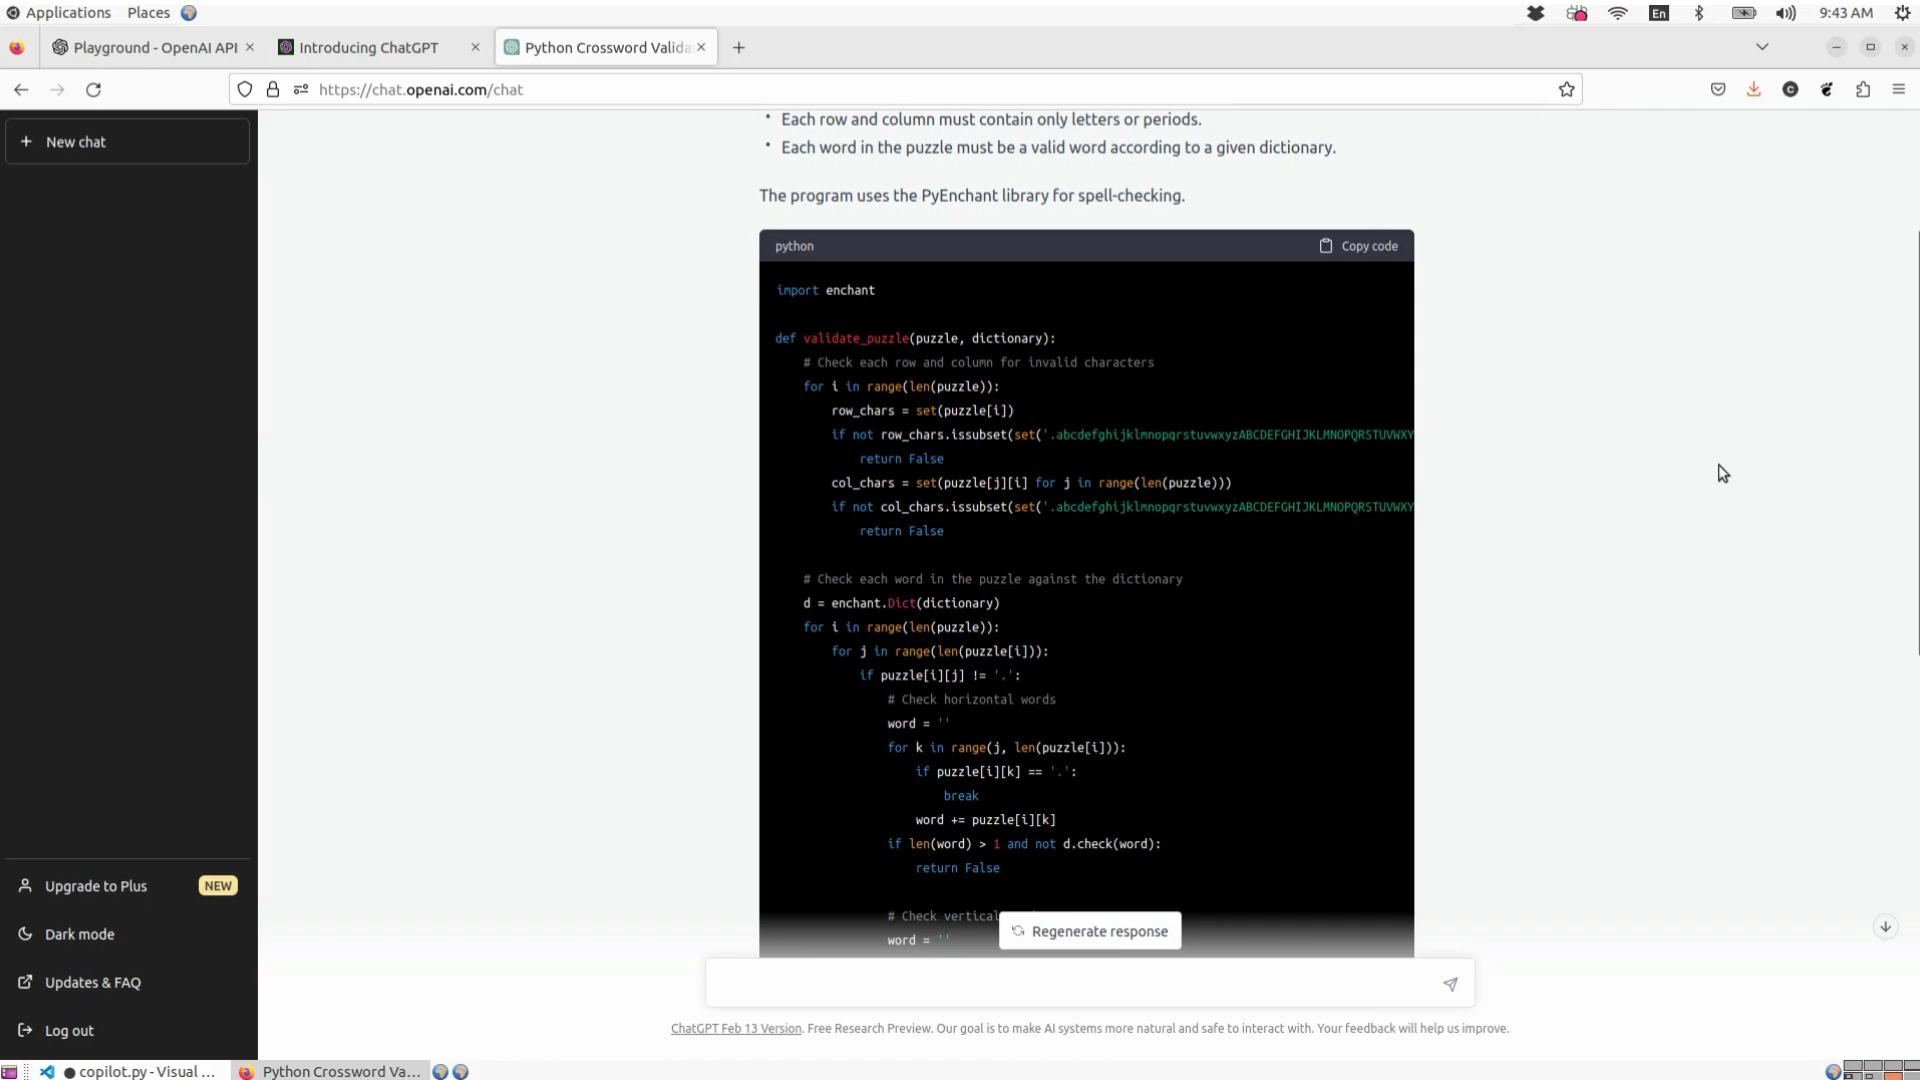 Applications Places En 9:43 AM
Playground - OpenAI API Introducing ChatGPT Python Crossword Valida
https://chat.openai.com/chat
New chat
Each row and column must contain only letters or periods.
Each word in the puzzle must be a valid word according to a given dictionary.
The program uses the PyEnchant library for spell-checking.
python Copy code
import enchant
def validate_puzzle(puzzle, dictionary):
# Check each row and column for invalid characters
for i in range(len(puzzle)):
row_chars = set(puzzle[i])
if not row_chars.issubset(set('.abcdefghijklmnopqrstuvwxyzABCDEFGHIJKLMNOPQRSTUVWXY
return False
col_chars = set(puzzle[j][i] for j in range(len(puzzle)))
if not col_chars.issubset(set('.abcdefghijklmnopqrstuvwxyzABCDEFGHIJKLMNOPQRSTUVWXY
return False
# Check each word in the puzzle against the dictionary
d = enchant.Dict(dictionary)
for i in range(len(puzzle)):
for j in range(len(puzzle[i])):
if puzzle[i][j] != '.':
# Check horizontal words
word = ''
for k in range(j, len(puzzle[i])):
if puzzle[i][k] == '.':
break
word += puzzle[i][k]
if len(word) > 1 and not d.check(word):
return False
# Check vertical
word = ''
Regenerate response
Upgrade to Plus NEW
Dark mode
Updates & FAQ
Log out
ChatGPT Feb 13 Version. Free Research Preview. Our goal is to make AI systems more natural and safe to interact with. Your feedback will help us improve.
copilot.py - Visual ... Python Crossword Va...